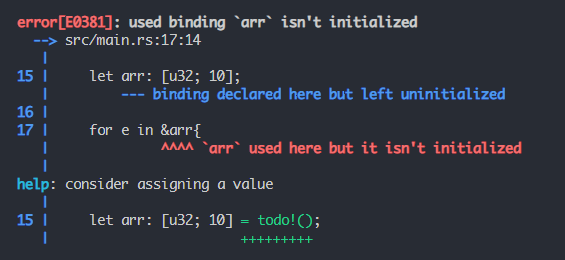 error[E0381]: used binding `arr` isn't initialized
  --> src/main.rs:17:14
   |
15 |     let arr: [u32; 10];
   |         --- binding declared here but left uninitialized
16 |
17 |     for e in &arr{
   |              ^^^^ `arr` used here but it isn't initialized
   |
help: consider assigning a value
   |
15 |     let arr: [u32; 10] = todo!();
   |                        +++++++++